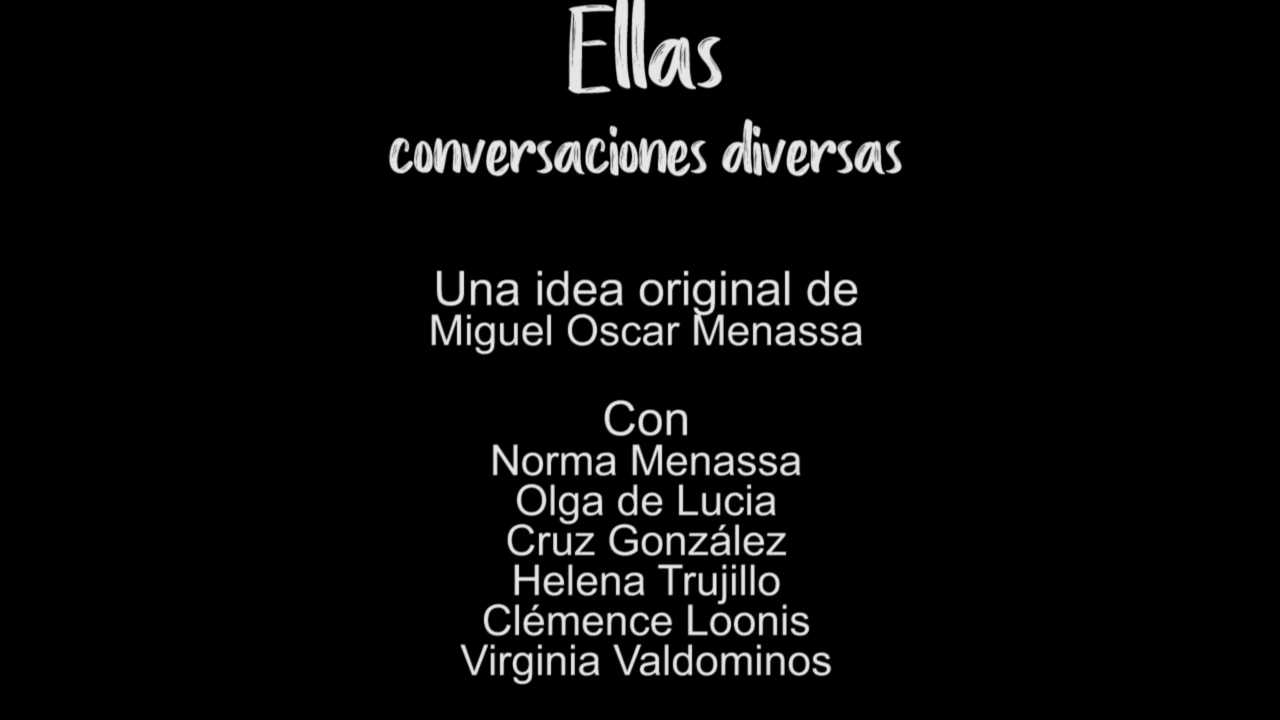 Ellas
conversaciones diversas
Una idea original de
Miguel Oscar Menassa
Con
Norma Menassa
Olga de Lucia
Cruz González
Helena Trujillo
Clémence Loonis
Virginia Valdominos